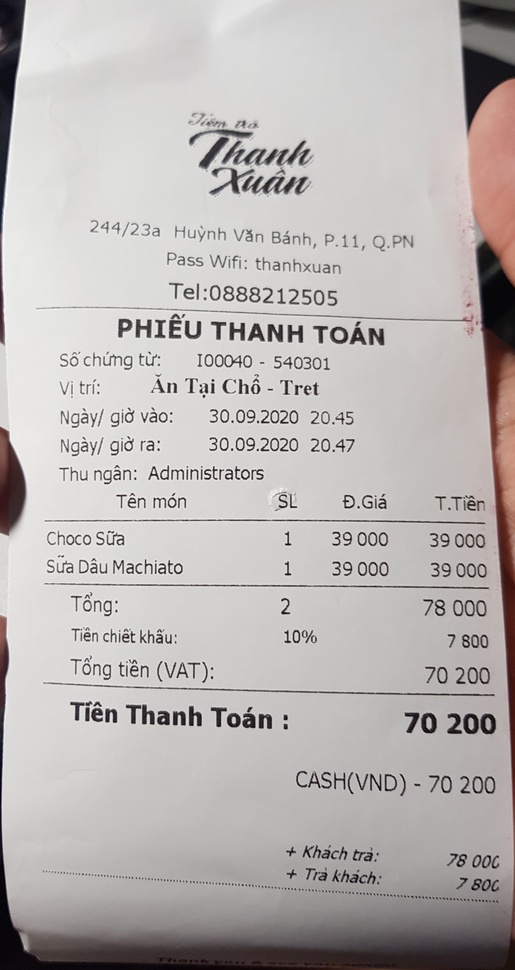 Tiệm trà
Thanh
Xuân
244/23a Huỳnh Văn Bánh, P.11, Q.PN
Pass Wifi: thanhxuan
Tel:0888212505
PHIẾU THANH TOÁN
Số chứng từ: I00040 - 540301
Vị trí: Ăn Tại Chổ - Tret
Ngày/ giờ vào: 30.09.2020 20.45
Ngày/ giờ ra: 30.09.2020 20.47
Thu ngân: Administrators
Tên món SL Đ.Giá T.Tiền
Choco Sữa 1 39 000 39 000
Sữa Dâu Machiato 1 39 000 39 000
Tổng: 2 78 000
Tiền chiết khấu: 10% 7 800
Tổng tiền (VAT): 70 200
Tiền Thanh Toán : 70 200
CASH(VND) - 70 200
+ Khách trả: 78 000
+ Trả khách: 7 800